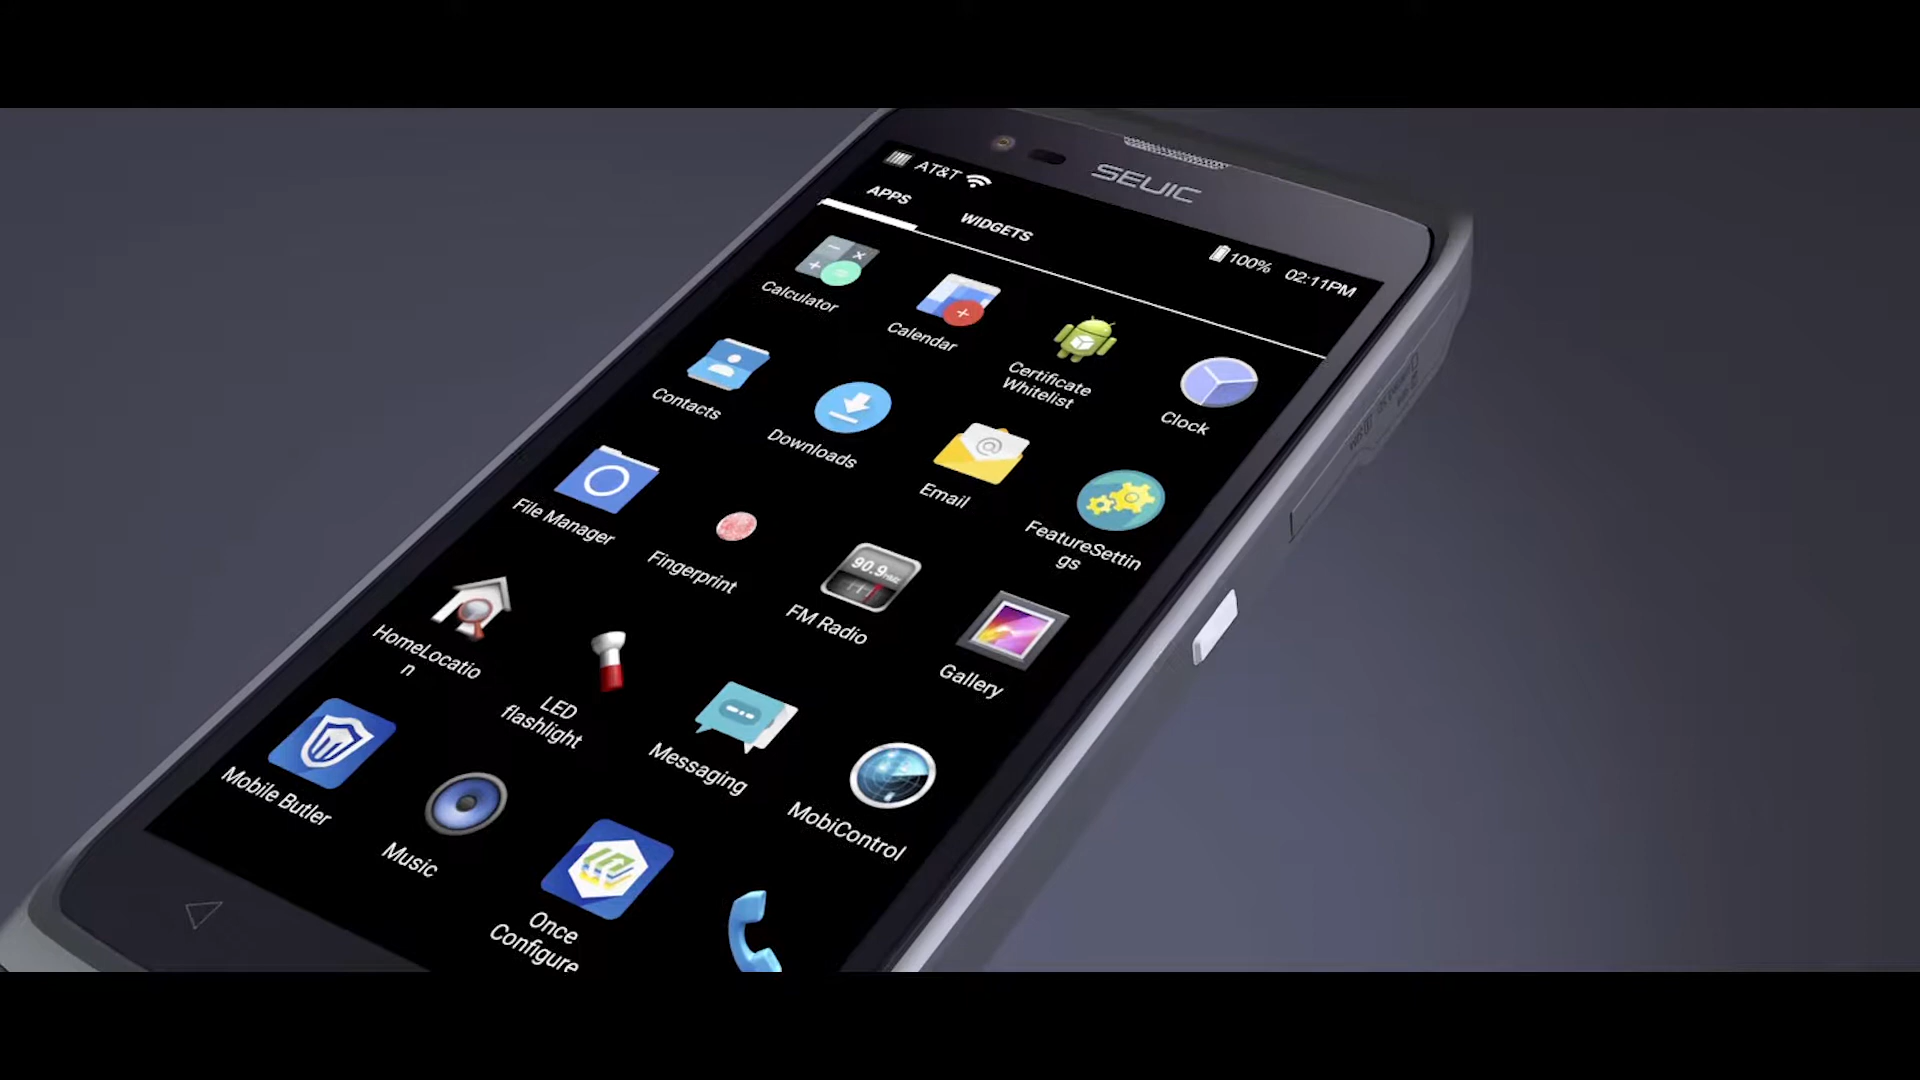 SEUIC
AT&T
100% 02:11PM
APPS
WIDGETS
Calculator
Calendar
Certificate
Whitelist
Clock
Contacts
Downloads
Email
FeatureSettin
gs
File Manager
Fingerprint
90.9
FM Radio
Gallery
HomeLocatio
n
LED
flashlight
Messaging
MobiControl
Mobile Butler
Music
Once
Configure